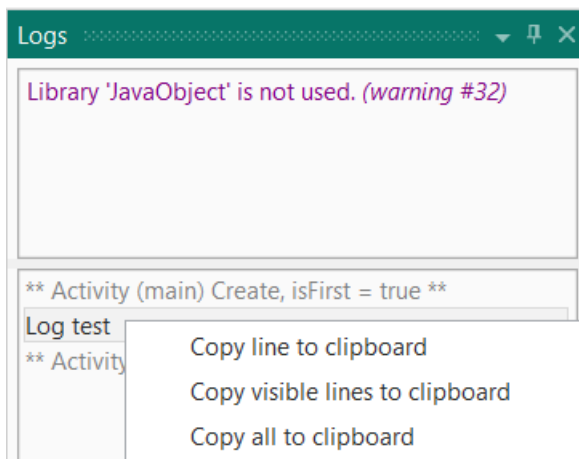 Logs
Library 'JavaObject' is not used. (warning #32)
** Activity (main) Create, isFirst = true **
Log test
** Activity
Copy line to clipboard
Copy visible lines to clipboard
Copy all to clipboard